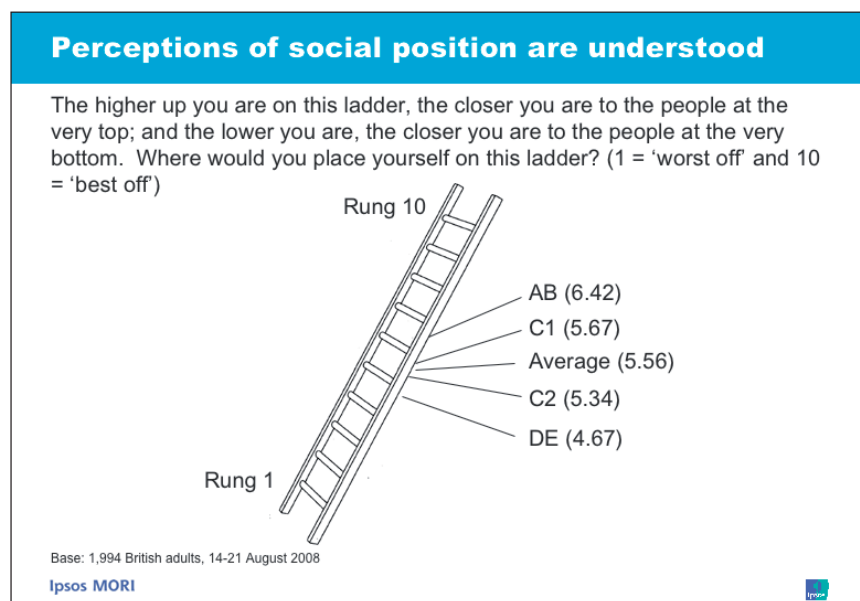 Perceptions of social position are understood
The higher up you are on this ladder, the closer you are to the people at the
very top; and the lower you are, the closer you are to the people at the very
bottom.  Where would you place yourself on this ladder? (1 = ‘worst off’ and 10
= ‘best off’)
Rung 10
AB (6.42)
C1 (5.67)
Average (5.56)
C2 (5.34)
DE (4.67)
Rung 1
Base: 1,994 British adults, 14-21 August 2008
Ipsos MORI
Ipsos